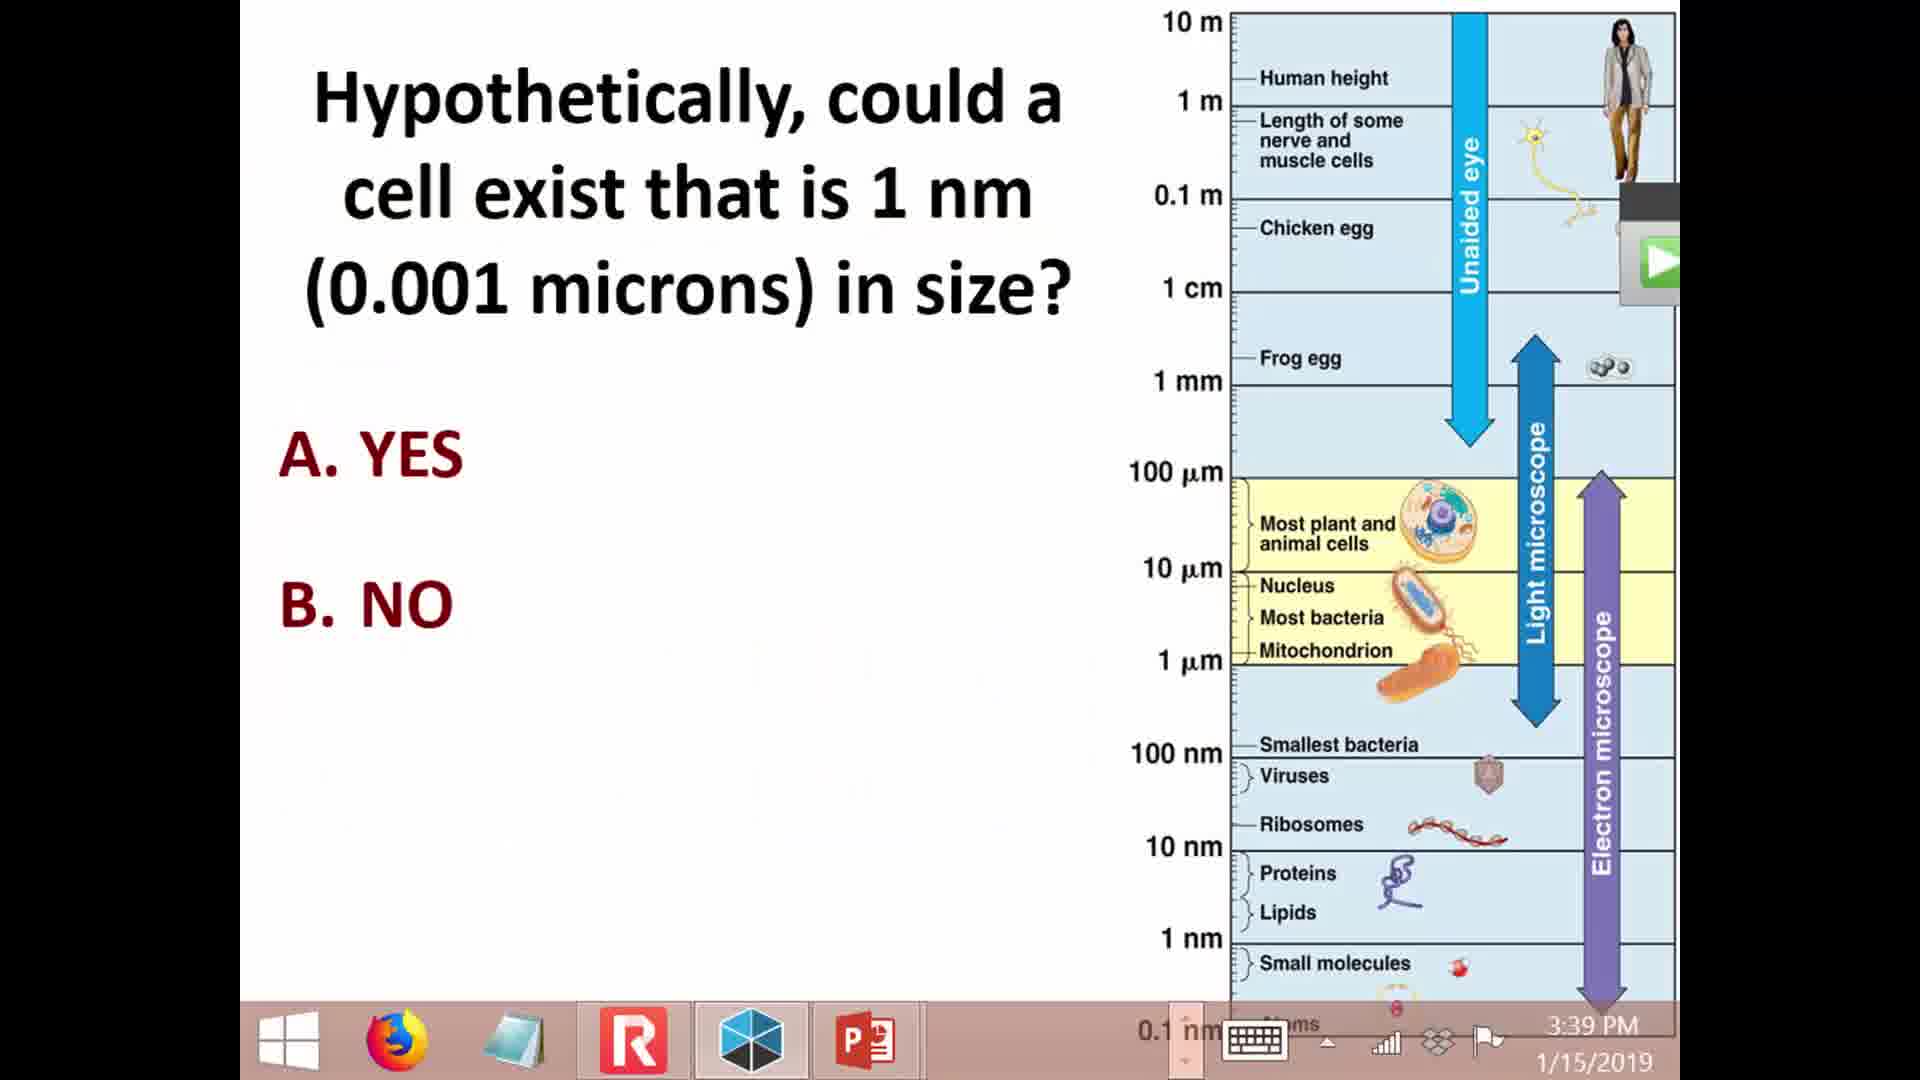 Hypothetically, could a
cell exist that is 1 nm
(0.001 microns) in size?
A. YES
B. NO
10 m
Human height
1 m
Length of some
nerve and
muscle cells
0.1 m
Chicken egg
1 cm
Frog egg
1 mm
100 µm
Most plant and
animal cells
10 µm
Nucleus
Most bacteria
Mitochondrion
1 µm
Smallest bacteria
100 nm
Viruses
Ribosomes
10 nm
Proteins
Lipids
1 nm
Small molecules
0.1 nm
Unaided eye
Light microscope
Electron microscope
3:39 PM
1/15/2019